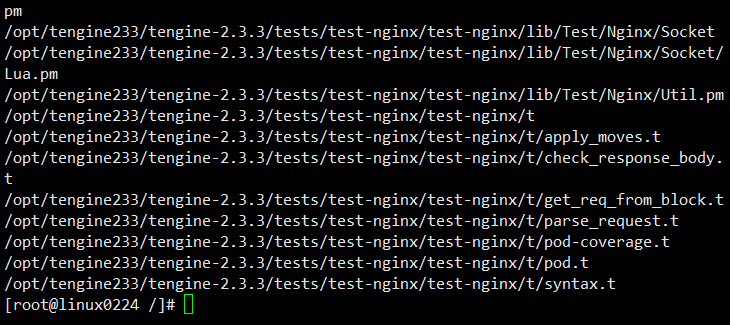 pm
/opt/tengine233/tengine-2.3.3/tests/test-nginx/test-nginx/lib/Test/Nginx/Socket
/opt/tengine233/tengine-2.3.3/tests/test-nginx/test-nginx/lib/Test/Nginx/Socket/
Lua.pm
/opt/tengine233/tengine-2.3.3/tests/test-nginx/test-nginx/lib/Test/Nginx/Util.pm
/opt/tengine233/tengine-2.3.3/tests/test-nginx/test-nginx/t
/opt/tengine233/tengine-2.3.3/tests/test-nginx/test-nginx/t/apply_moves.t
/opt/tengine233/tengine-2.3.3/tests/test-nginx/test-nginx/t/check_response_body.
t
/opt/tengine233/tengine-2.3.3/tests/test-nginx/test-nginx/t/get_req_from_block.t
/opt/tengine233/tengine-2.3.3/tests/test-nginx/test-nginx/t/parse_request.t
/opt/tengine233/tengine-2.3.3/tests/test-nginx/test-nginx/t/pod-coverage.t
/opt/tengine233/tengine-2.3.3/tests/test-nginx/test-nginx/t/pod.t
/opt/tengine233/tengine-2.3.3/tests/test-nginx/test-nginx/t/syntax.t
[root@linux0224 /]#